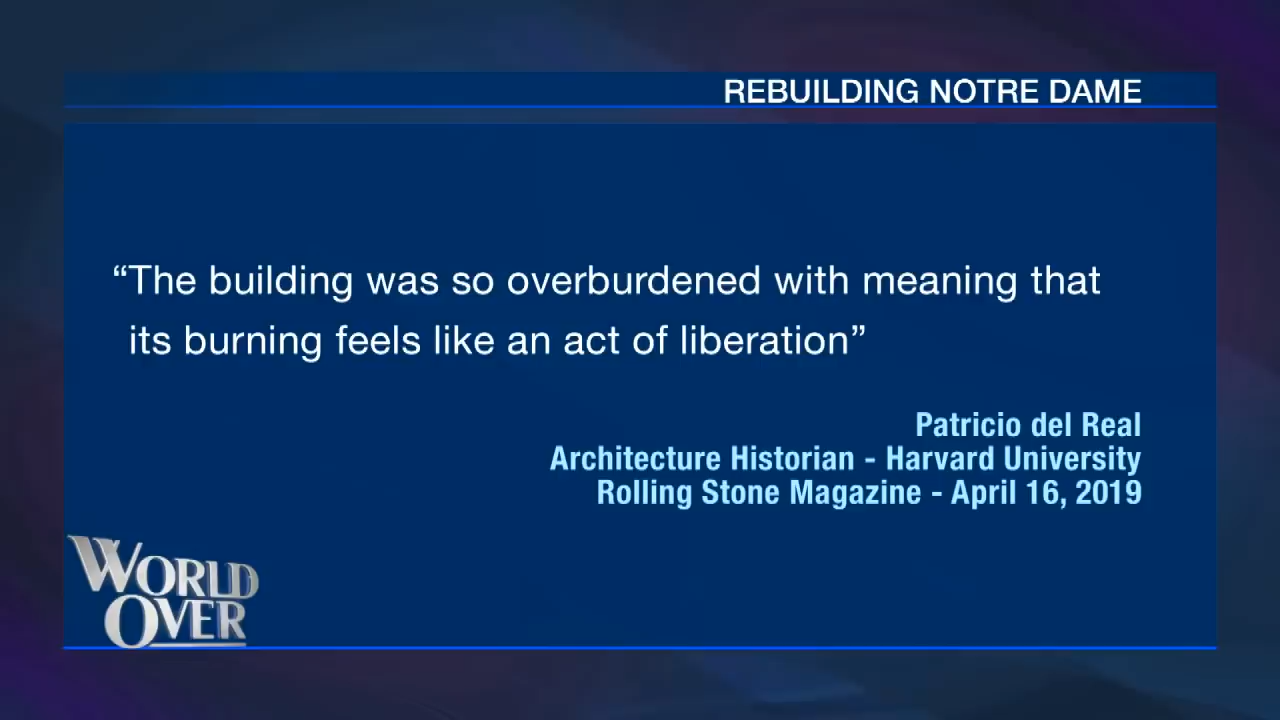 REBUILDING NOTRE DAME
“The building was so overburdened with meaning that
its burning feels like an act of liberation”
Patricio del Real
Architecture Historian - Harvard University
Rolling Stone Magazine - April 16, 2019
WORLD
OVER